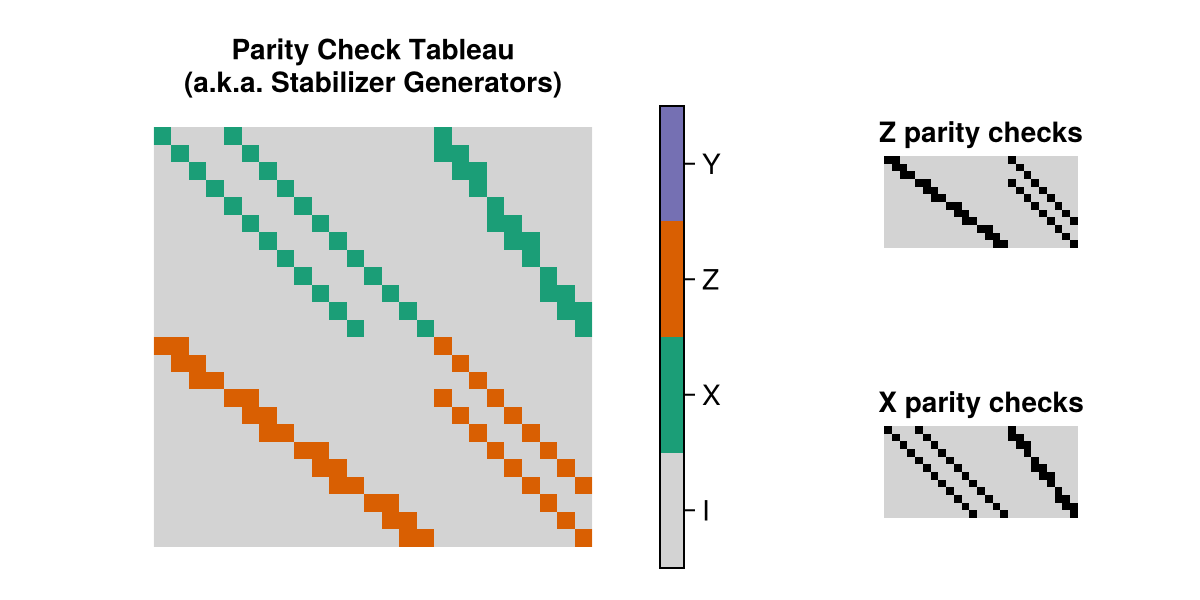 Parity Check Tableau
(a.k.a. Stabilizer Generators)
Y
Z
X
I
Z parity checks
X parity checks